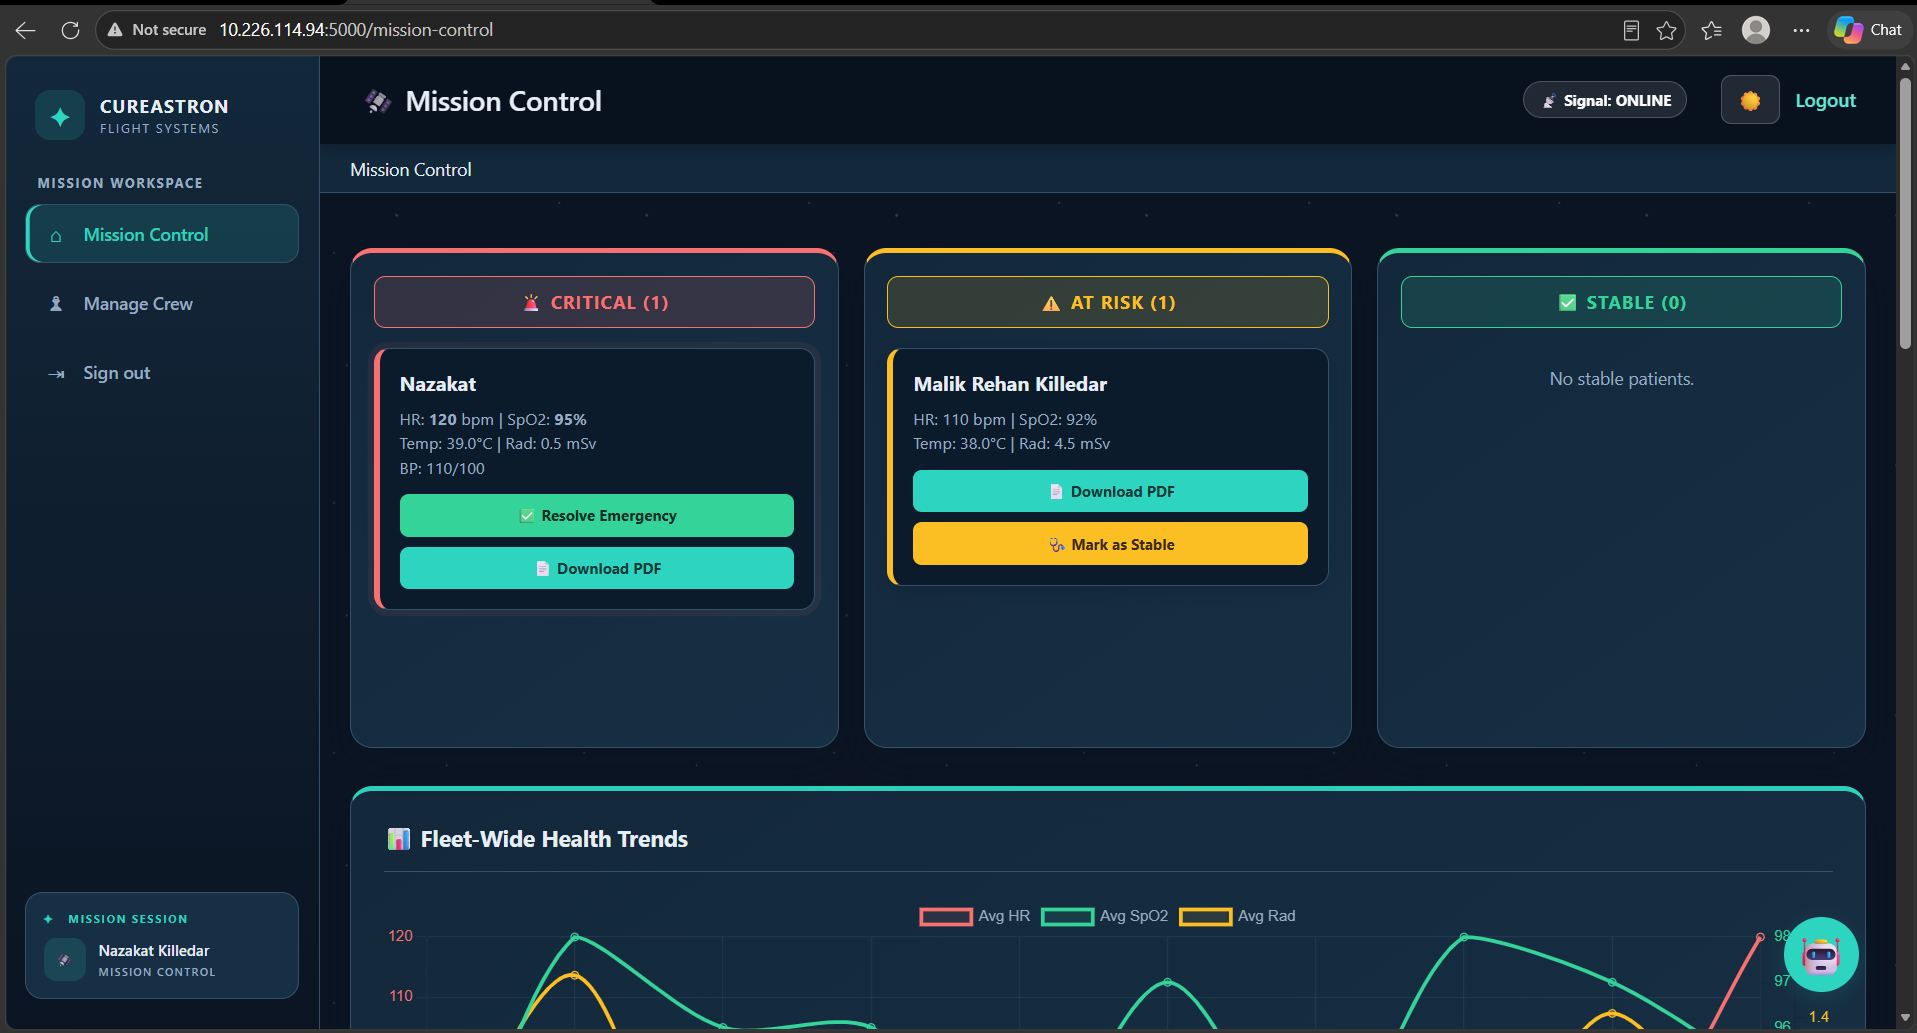 Not secure 10.226.114.94:5000/mission-control
Chat
CUREASTRON
FLIGHT SYSTEMS
MISSION WORKSPACE
Mission Control
Manage Crew
Sign out
MISSION SESSION
Nazakat Killedar
MISSION CONTROL
Mission Control
Signal: ONLINE
Logout
Mission Control
CRITICAL (1)
Nazakat
HR: 120 bpm | SpO2: 95%
Temp: 39.0°C | Rad: 0.5 mSv
BP: 110/100
Resolve Emergency
Download PDF
AT RISK (1)
Malik Rehan Killedar
HR: 110 bpm | SpO2: 92%
Temp: 38.0°C | Rad: 4.5 mSv
Download PDF
Mark as Stable
STABLE (0)
No stable patients.
Fleet-Wide Health Trends
Avg HR Avg SpO2 Avg Rad
120
110
98
97
96
1.4